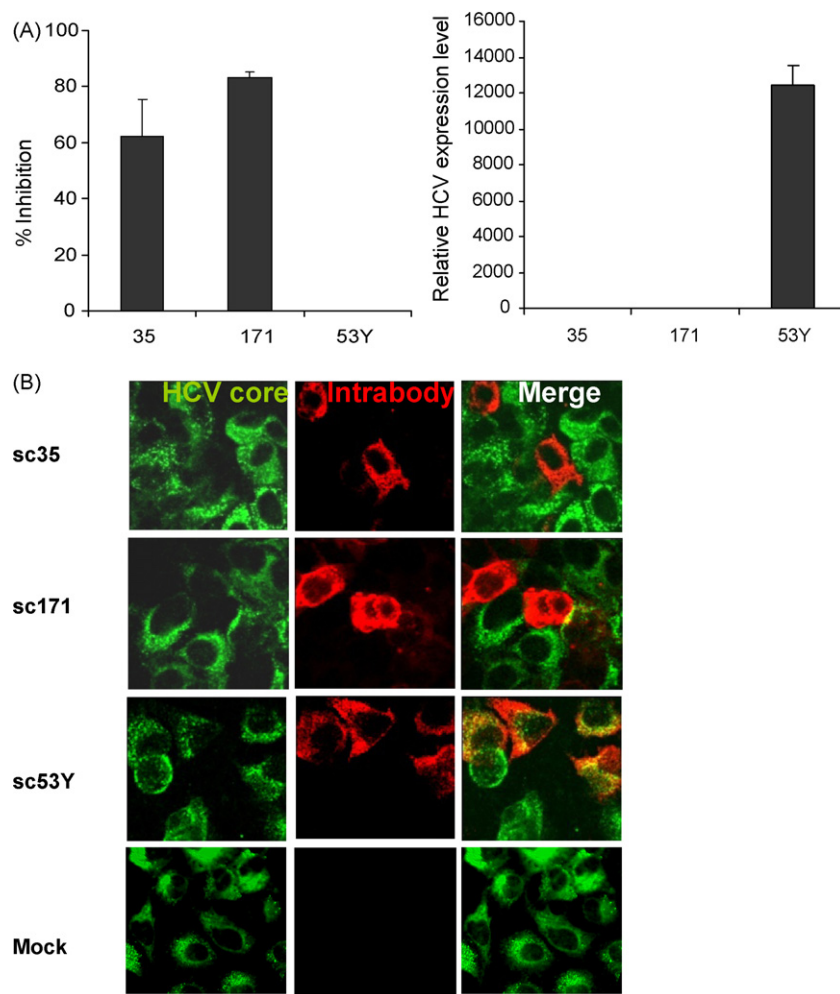 (A)
100
80
60
40
20
0
% Inhibition
35 171 53Y
16000
14000
12000
10000
8000
6000
4000
2000
0
Relative HCV expression level
35 171 53Y
(B)
HCV core Intrabody Merge
sc35
sc171
sc53Y
Mock